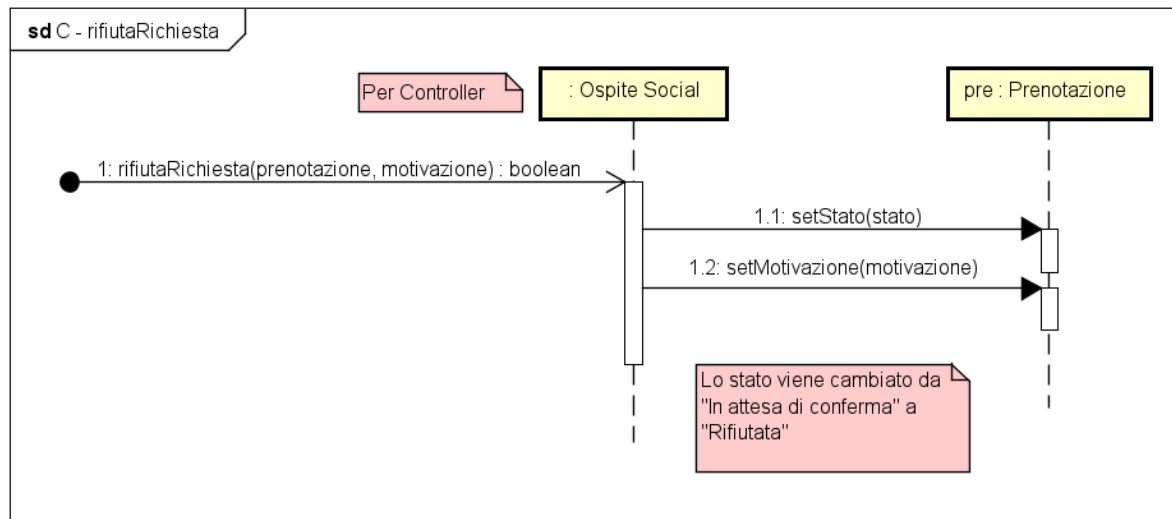 sd C - rifiutaRichiesta
Per Controller
: Ospite Social
pre : Prenotazione
1: rifiutaRichiesta(prenotazione, motivazione) : boolean
1.1: setStato(stato)
1.2: setMotivazione(motivazione)
Lo stato viene cambiato da
"In attesa di conferma" a
"Rifiutata"